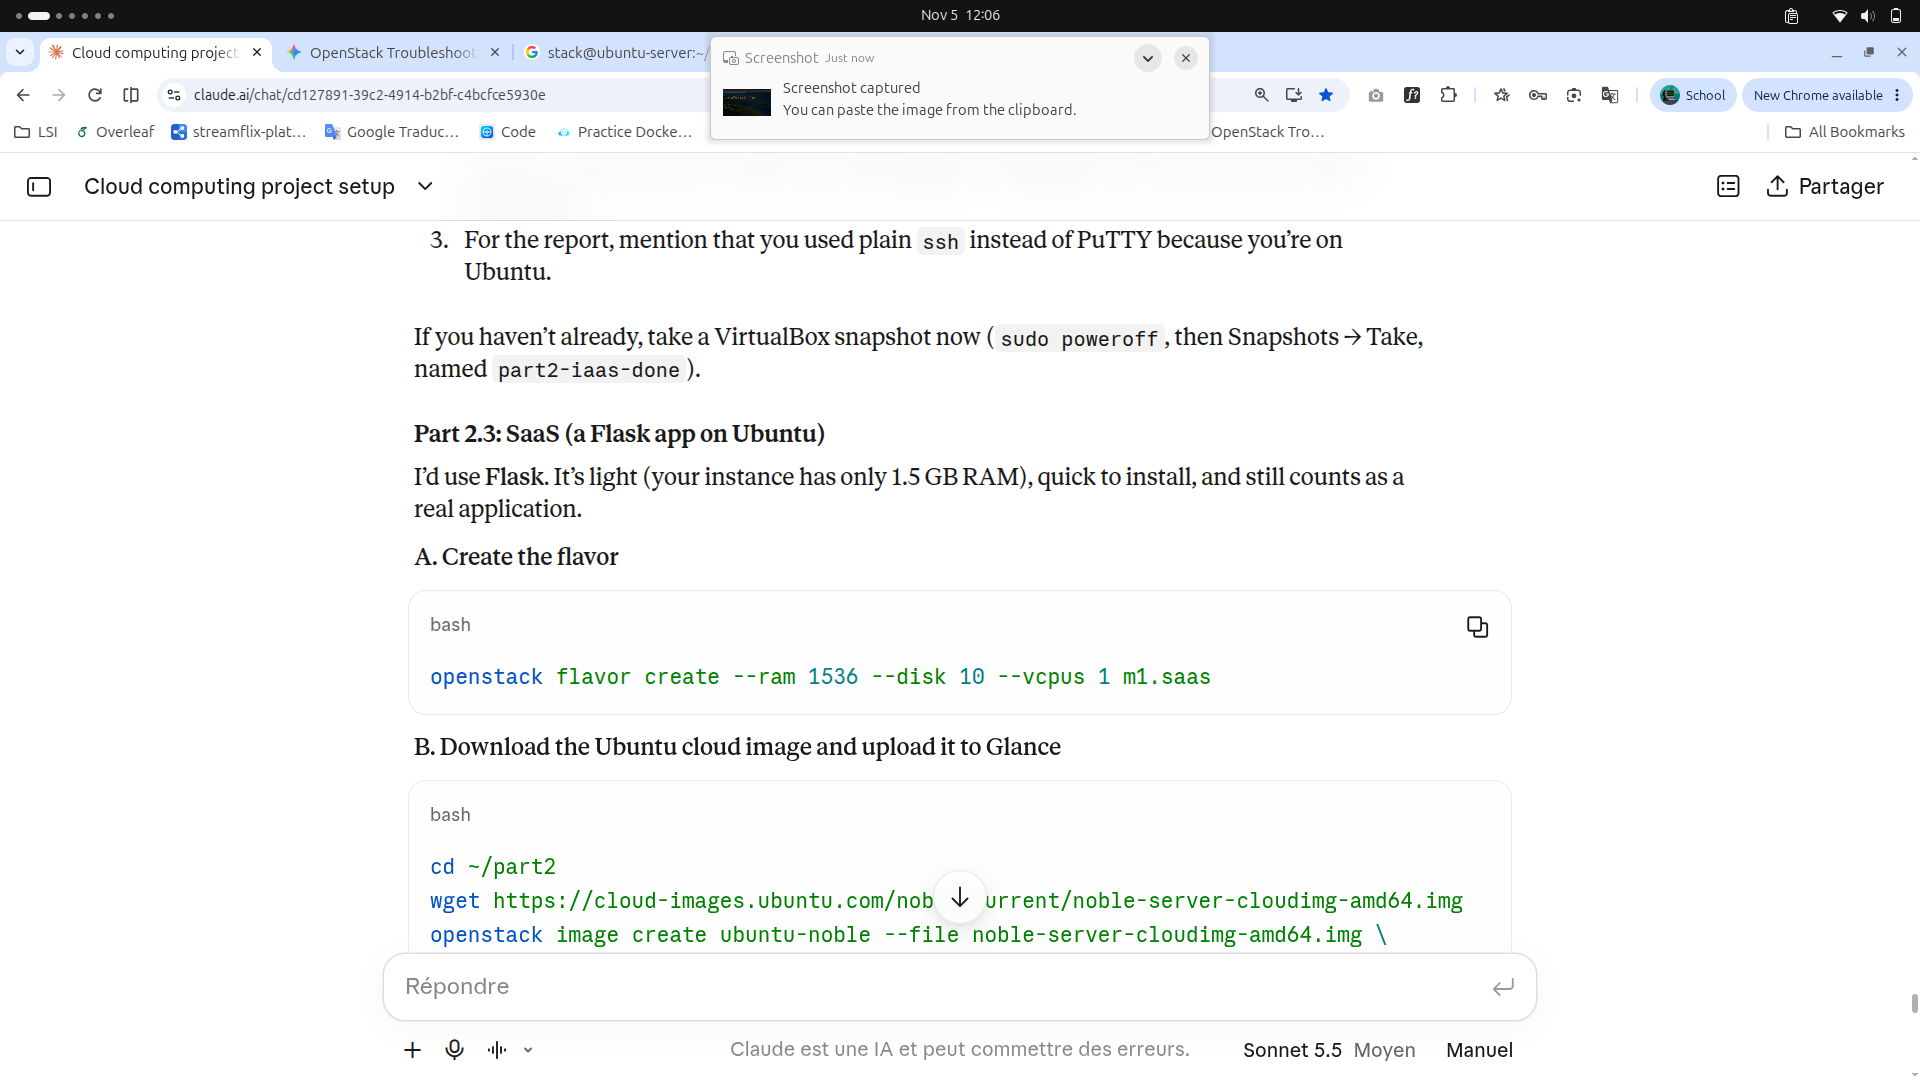 Nov 5 12:06
Cloud computing project
OpenStack Troubleshoot
stack@ubuntu-server:~/
Screenshot Just now
Screenshot captured
You can paste the image from the clipboard.
claude.ai/chat/cd127891-39c2-4914-b2bf-c4bcfce5930e
School
New Chrome available
LSI
Overleaf
streamflix-plat...
Google Traduc...
Code
Practice Docke...
OpenStack Tro...
All Bookmarks
Cloud computing project setup
Partager
3. For the report, mention that you used plain ssh instead of PuTTY because you're on
Ubuntu.
If you haven't already, take a VirtualBox snapshot now ( sudo poweroff , then Snapshots → Take,
named part2-iaas-done ).
Part 2.3: SaaS (a Flask app on Ubuntu)
I'd use Flask. It's light (your instance has only 1.5 GB RAM), quick to install, and still counts as a
real application.
A. Create the flavor
bash
openstack flavor create --ram 1536 --disk 10 --vcpus 1 m1.saas
B. Download the Ubuntu cloud image and upload it to Glance
bash
cd ~/part2
wget https://cloud-images.ubuntu.com/nob urrent/noble-server-cloudimg-amd64.img
openstack image create ubuntu-noble --file noble-server-cloudimg-amd64.img \
Répondre
Claude est une IA et peut commettre des erreurs.
Sonnet 5.5 Moyen
Manuel